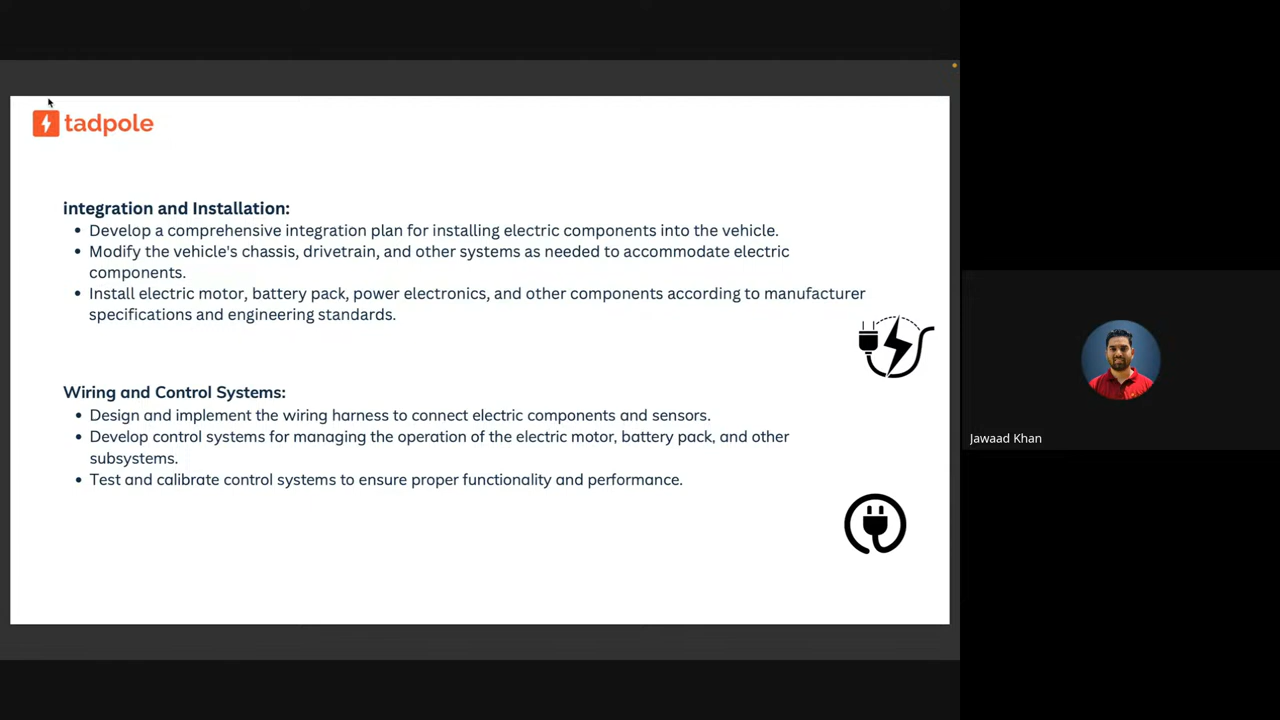 tadpole
integration and Installation:
• Develop a comprehensive integration plan for installing electric components into the vehicle.
• Modify the vehicle's chassis, drivetrain, and other systems as needed to accommodate electric
components.
• Install electric motor, battery pack, power electronics, and other components according to manufacturer
specifications and engineering standards.
Wiring and Control Systems:
• Design and implement the wiring harness to connect electric components and sensors.
• Develop control systems for managing the operation of the electric motor, battery pack, and other
subsystems.
• Test and calibrate control systems to ensure proper functionality and performance.
Jawaad Khan